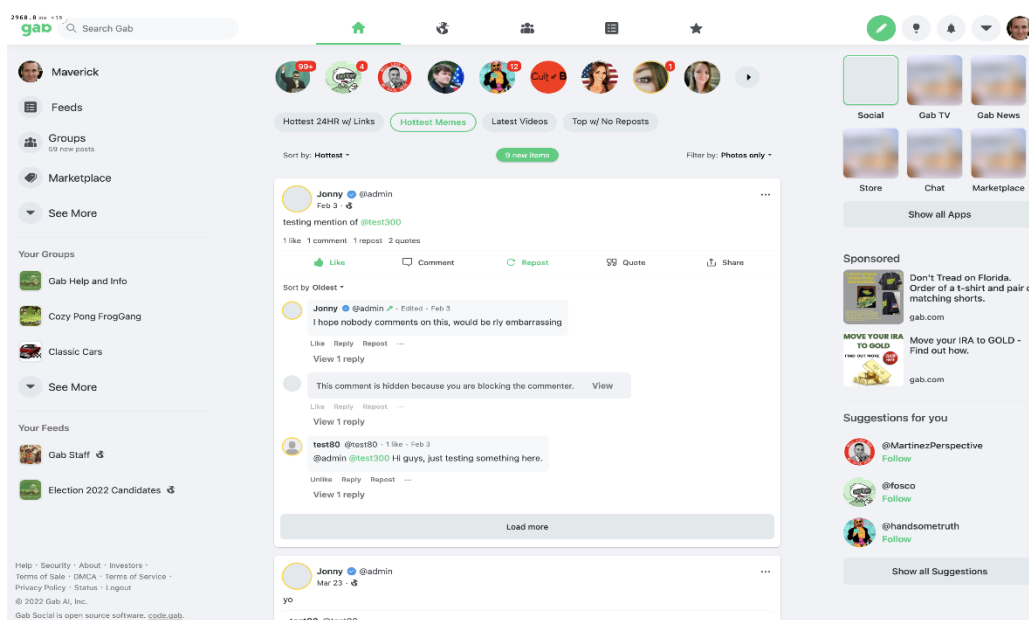 2968.8 ms +19
gab
Search Gab
Maverick
Feeds
Groups
59 new posts
Marketplace
See More
Your Groups
Gab Help and Info
Cozy Pong FrogGang
Classic Cars
See More
Your Feeds
Gab Staff
Election 2022 Candidates
Help · Security · About · Investors ·
Terms of Sale · DMCA · Terms of Service ·
Privacy Policy · Status · Logout
© 2022 Gab AI, Inc.
Gab Social is open source software. code.gab.
99+
4
12
Cult of B
1
Hottest 24HR w/ Links
Hottest Memes
Latest Videos
Top w/ No Reposts
Sort by: Hottest
9 new items
Filter by: Photos only
Jonny @admin
Feb 3 ·
testing mention of @test300
1 like 1 comment 1 repost 2 quotes
Like
Comment
Repost
Quote
Share
Sort by Oldest
Jonny @admin · Edited · Feb 3
I hope nobody comments on this, would be rly embarrassing
Like Reply Repost ···
View 1 reply
This comment is hidden because you are blocking the commenter. View
Like Reply Repost ···
View 1 reply
test80 @test80 · 1 like · Feb 3
@admin @test300 Hi guys, just testing something here.
Unlike Reply Repost ···
View 1 reply
Load more
Jonny @admin
Mar 23 ·
yo
Social
Gab TV
Gab News
Store
Chat
Marketplace
Show all Apps
Sponsored
Don't Tread on Florida.
Order of a t-shirt and pair o
matching shorts.
gab.com
MOVE YOUR IRA
TO GOLD
FIND OUT MORE
Move your IRA to GOLD -
Find out how.
gab.com
Suggestions for you
@MartinezPerspective
Follow
@fosco
Follow
@handsometruth
Follow
Show all Suggestions